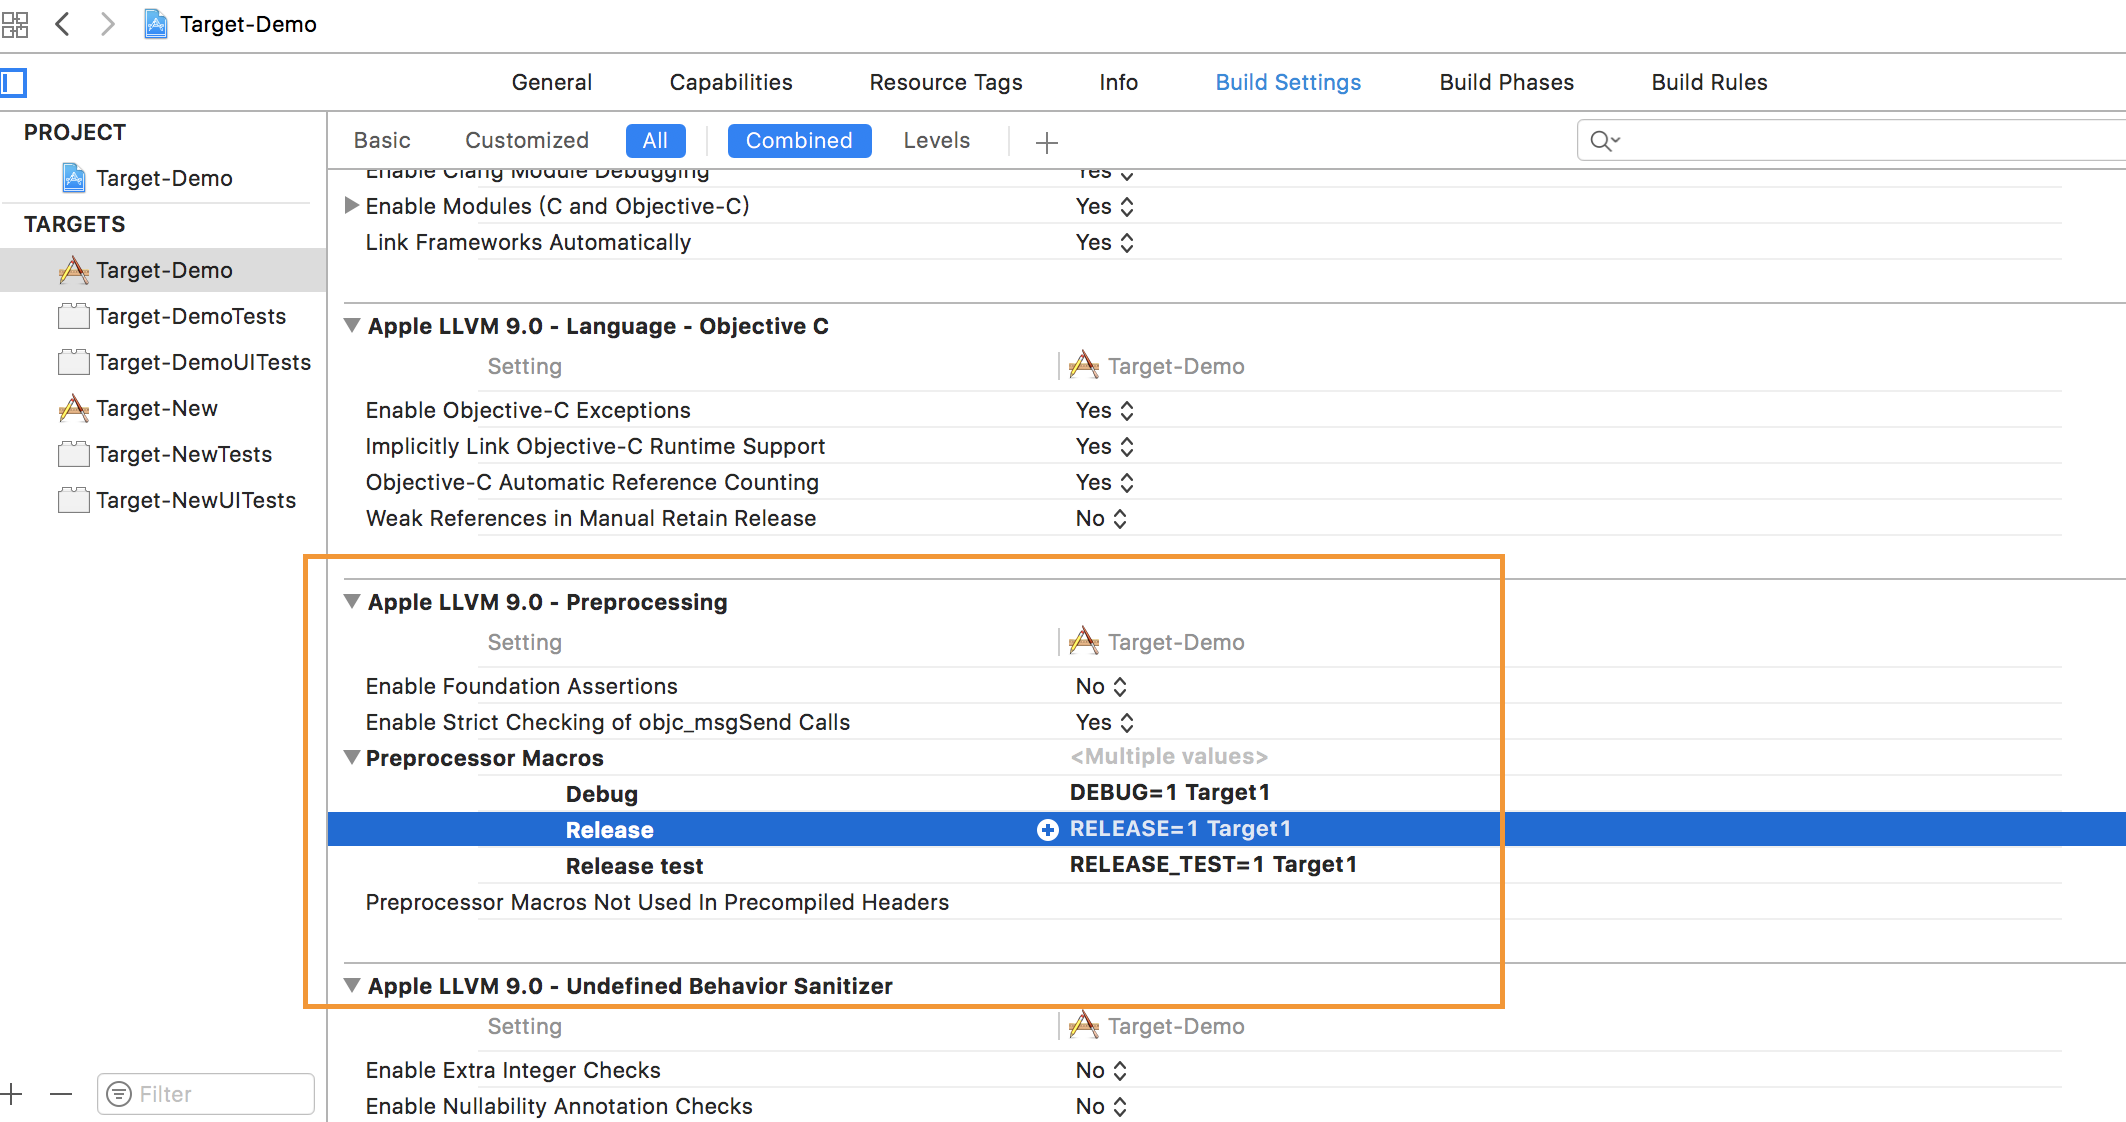 Target-Demo
General Capabilities Resource Tags Info Build Settings Build Phases Build Rules
PROJECT
Target-Demo
TARGETS
Target-Demo
Target-DemoTests
Target-DemoUITests
Target-New
Target-NewTests
Target-NewUITests
Filter
Basic Customized All Combined Levels
Enable Clang Module Debugging Yes
Enable Modules (C and Objective-C) Yes
Link Frameworks Automatically Yes
Apple LLVM 9.0 - Language - Objective C
Setting Target-Demo
Enable Objective-C Exceptions Yes
Implicitly Link Objective-C Runtime Support Yes
Objective-C Automatic Reference Counting Yes
Weak References in Manual Retain Release No
Apple LLVM 9.0 - Preprocessing
Setting Target-Demo
Enable Foundation Assertions No
Enable Strict Checking of objc_msgSend Calls Yes
Preprocessor Macros <Multiple values>
Debug DEBUG=1 Target1
Release RELEASE=1 Target1
Release test RELEASE_TEST=1 Target1
Preprocessor Macros Not Used In Precompiled Headers
Apple LLVM 9.0 - Undefined Behavior Sanitizer
Setting Target-Demo
Enable Extra Integer Checks No
Enable Nullability Annotation Checks No